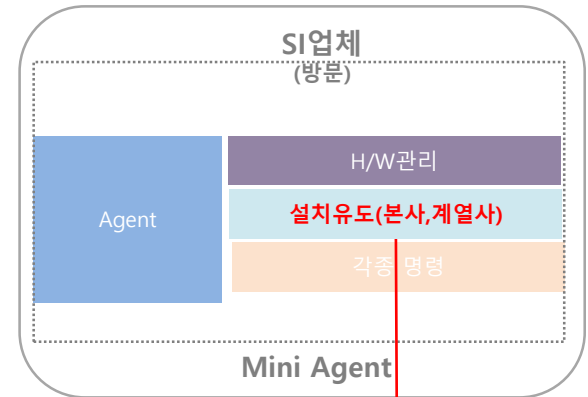 SI업체
(방문)
H/W관리
Agent
설치유도(본사,계열사)
각종 명령
Mini Agent